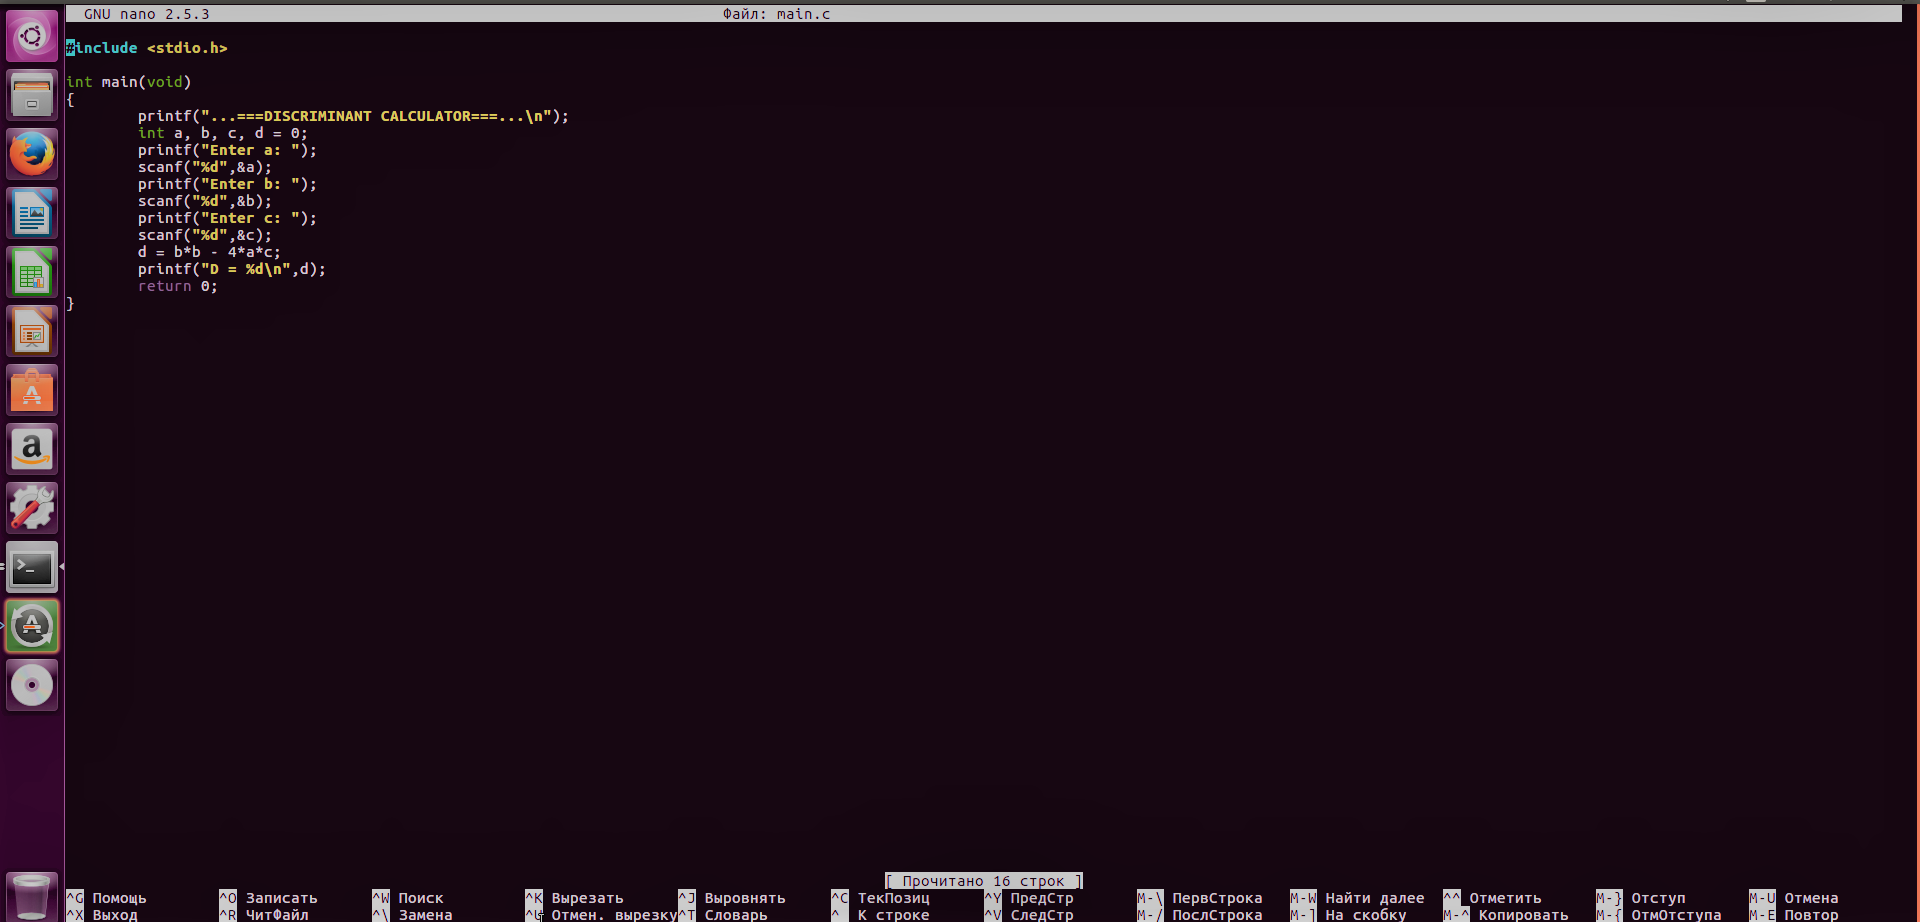 GNU nano 2.5.3 Файл: main.c
#include <stdio.h>
int main(void)
{
printf("...===DISCRIMINANT CALCULATOR===...\n");
int a, b, c, d = 0;
printf("Enter a: ");
scanf("%d",&a);
printf("Enter b: ");
scanf("%d",&b);
printf("Enter c: ");
scanf("%d",&c);
d = b*b - 4*a*c;
printf("D = %d\n",d);
return 0;
}
[ Прочитано 16 строк ]
^G Помощь ^O Записать ^W Поиск ^K Вырезать ^J Выровнять ^C ТекПозиц ^Y ПредСтр M-\ ПервСтрока M-W Найти далее ^^ Отметить M-} Отступ M-U Отмена
^X Выход ^R ЧитФайл ^\ Замена ^U Отмен. вырезку ^T Словарь ^_ К строке ^V СледСтр M-/ ПослСтрока M-] На скобку M-^ Копировать M-{ ОтмОтступа M-E Повтор